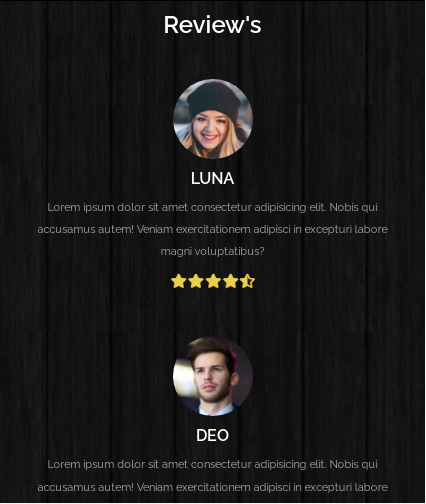 Review's
LUNA
Lorem ipsum dolor sit amet consectetur adipisicing elit. Nobis qui
accusamus autem! Veniam exercitationem adipisci in excepturi labore
magni voluptatibus?
DEO
Lorem ipsum dolor sit amet consectetur adipisicing elit. Nobis qui
accusamus autem! Veniam exercitationem adipisci in excepturi labore